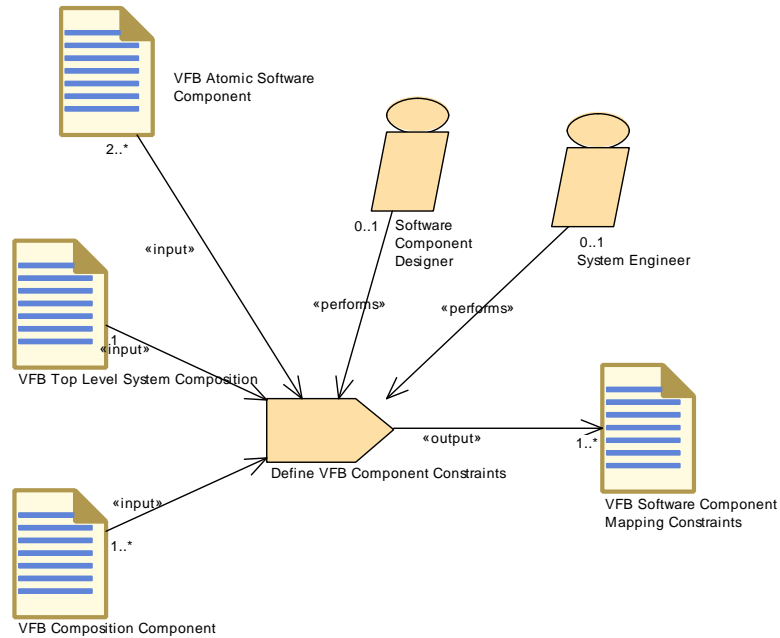 VFB Atomic Software
Component
2..*
«input»
0..1
Software
Component
Designer
0..1
System Engineer
«performs»
«performs»
1
«input»
VFB Top Level System Composition
«output»
1..*
Define VFB Component Constraints
«input»
1..*
VFB Software Component
Mapping Constraints
VFB Composition Component